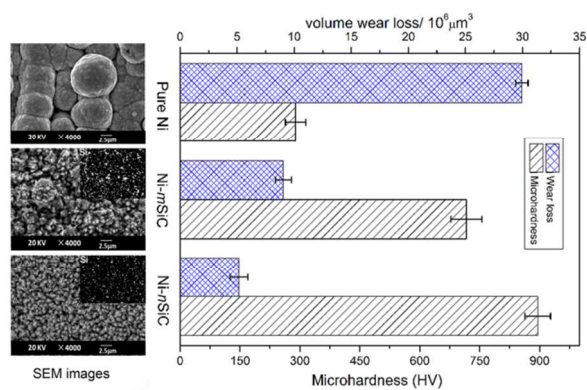 volume wear loss/ 10⁶μm³
0 5 10 15 20 25 30 35
Pure Ni
20 KV ×4000 2.5μm
Si
Ni-mSiC
20 KV ×4000 2.5μm
Si
Ni-nSiC
20 KV ×4000 2.5μm
Wear loss
Microhardness
0 150 300 450 600 750 900
SEM images
Microhardness (HV)